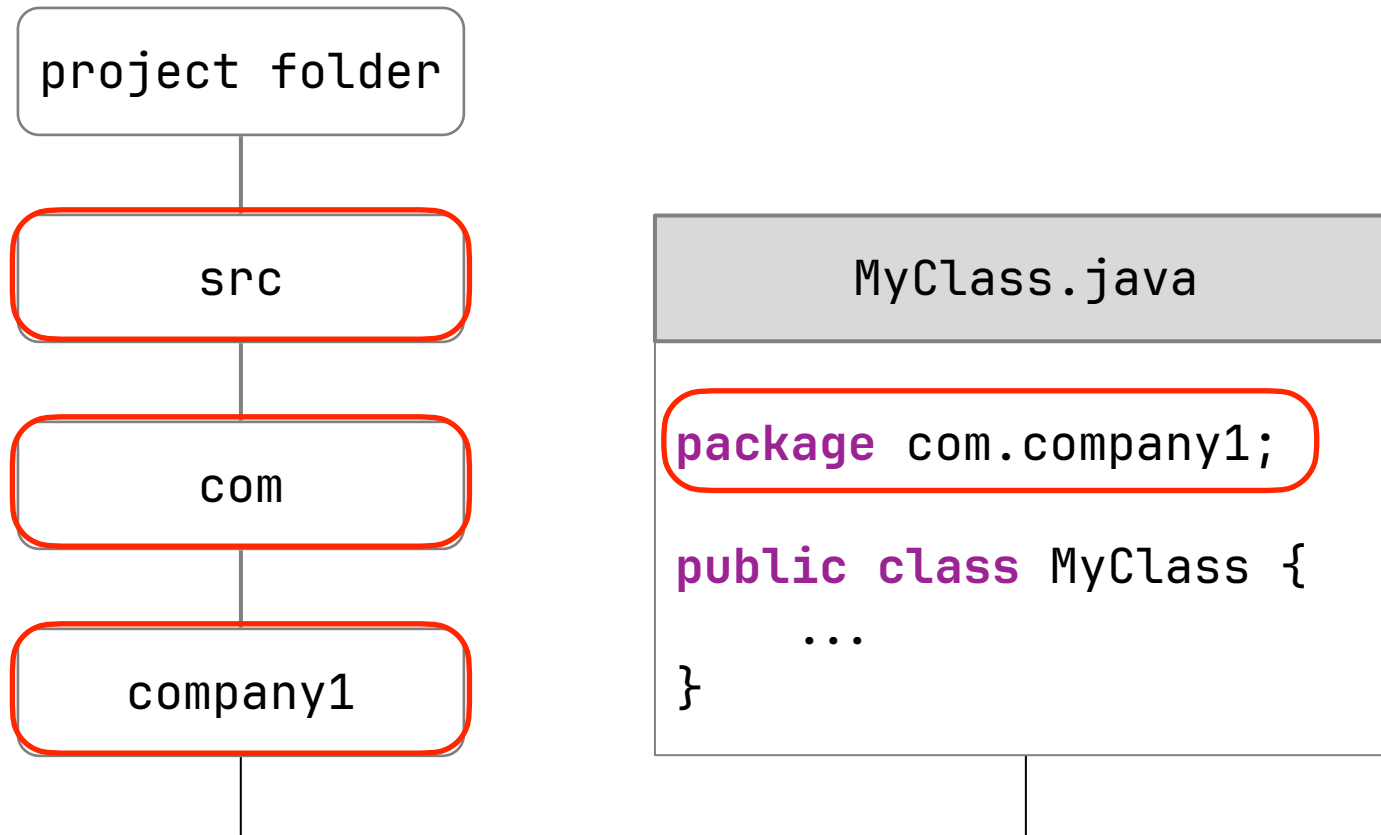 project folder
src
com
company1
MyClass.java
package com.company1;
public class MyClass {
...
}